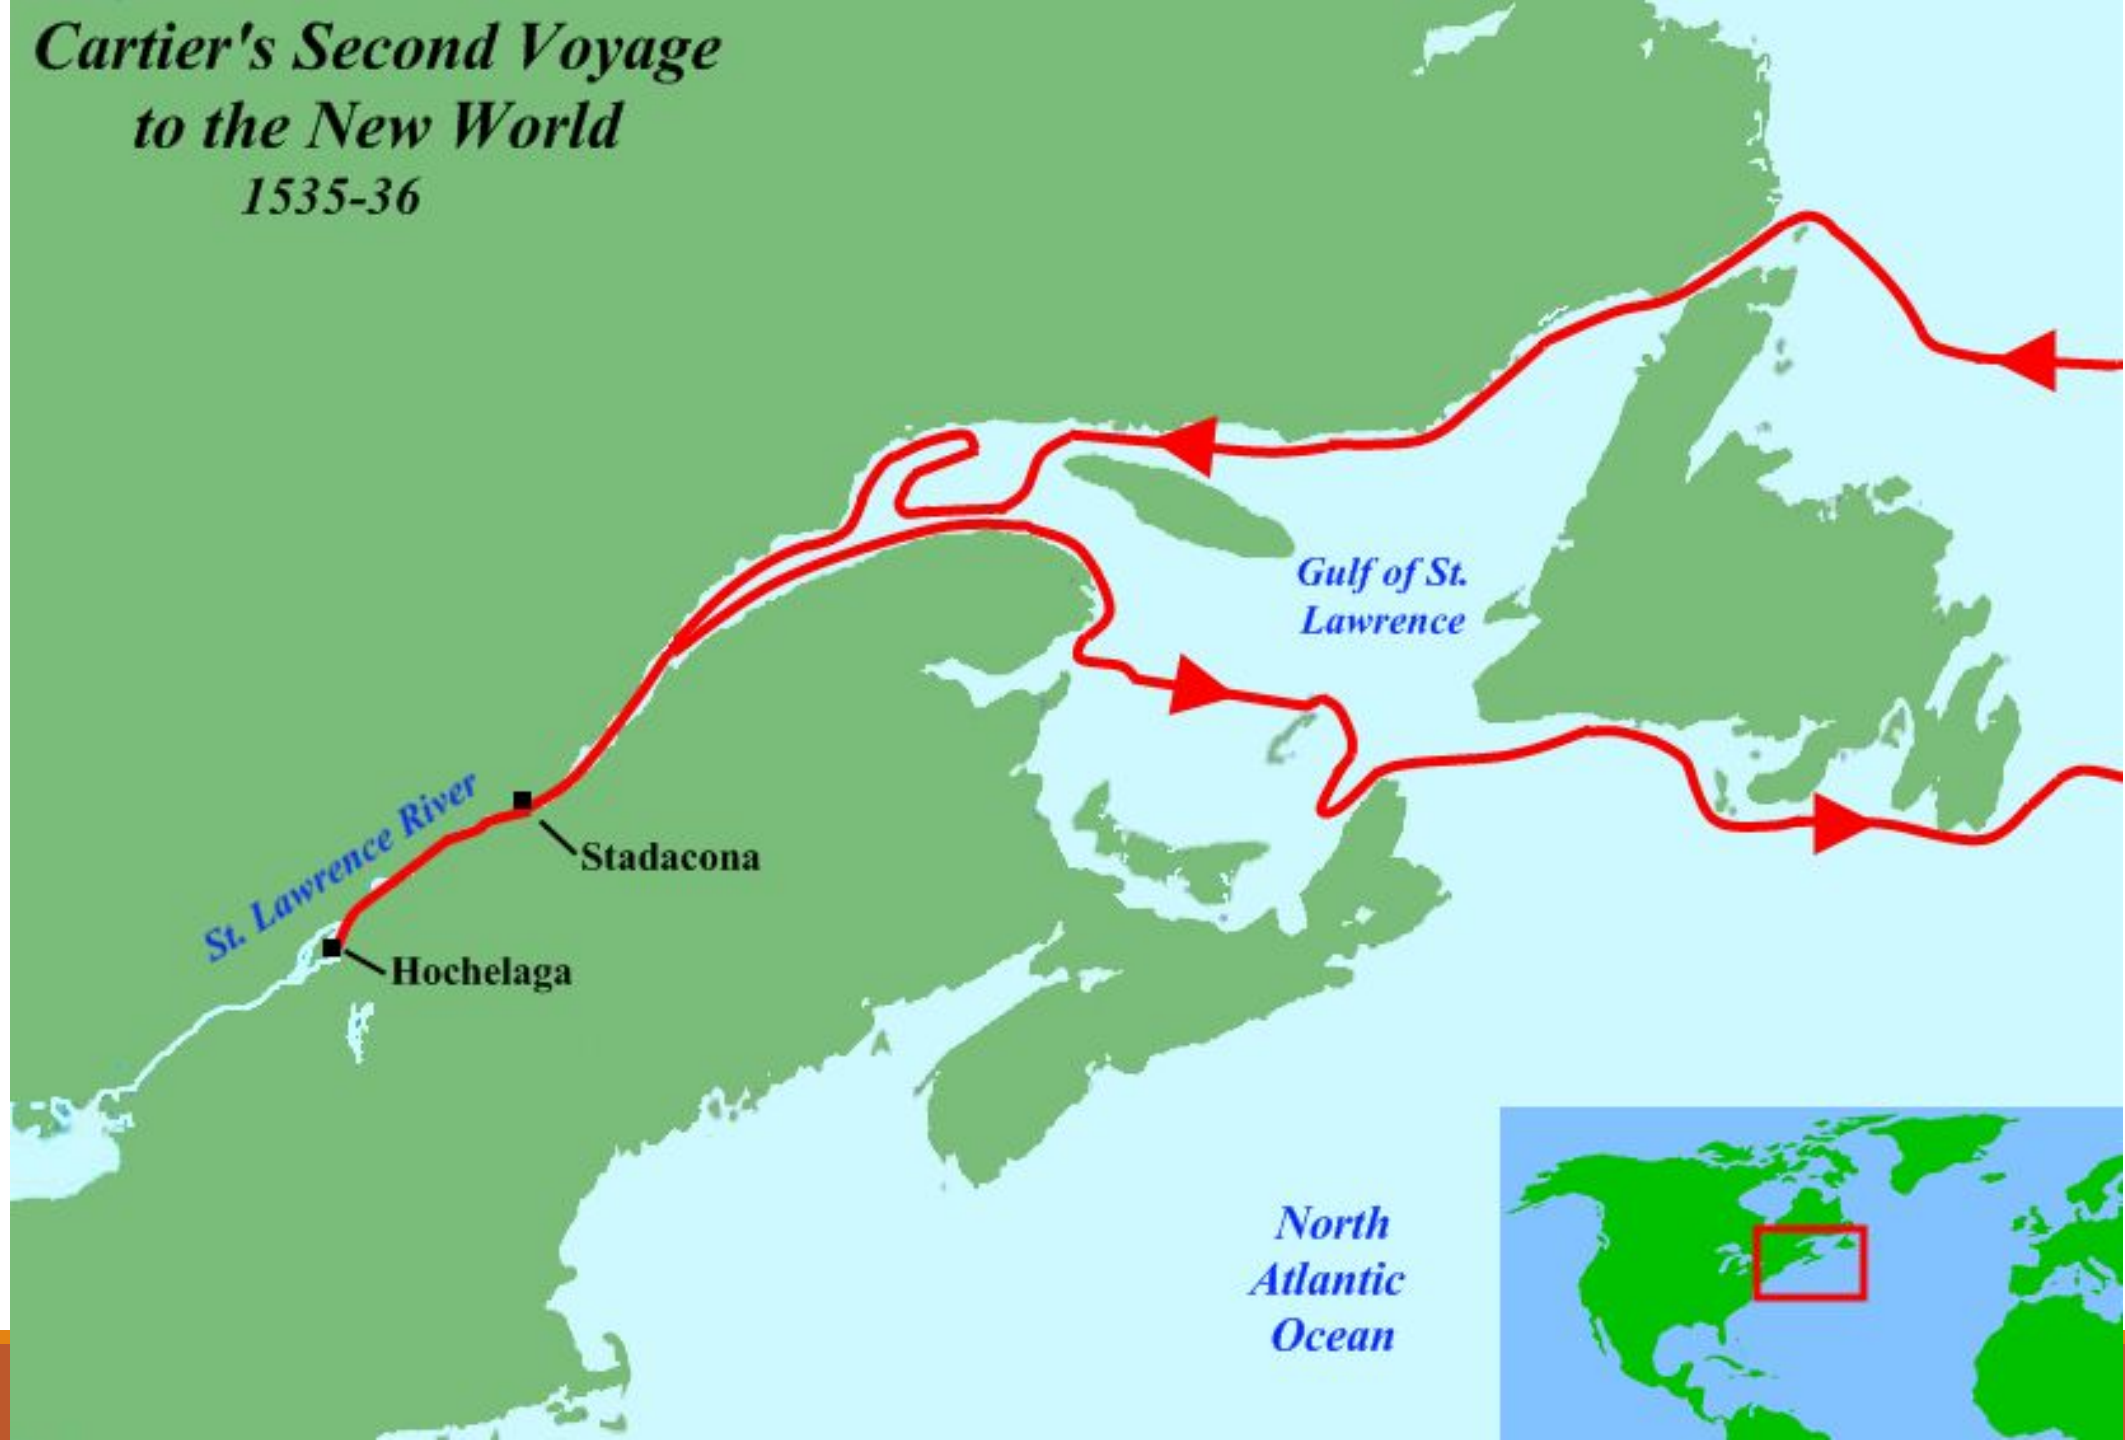 Cartier's Second Voyage
to the New World
1535-36
Gulf of St.
Lawrence
St. Lawrence River
Stadacona
Hochelaga
North
Atlantic
Ocean